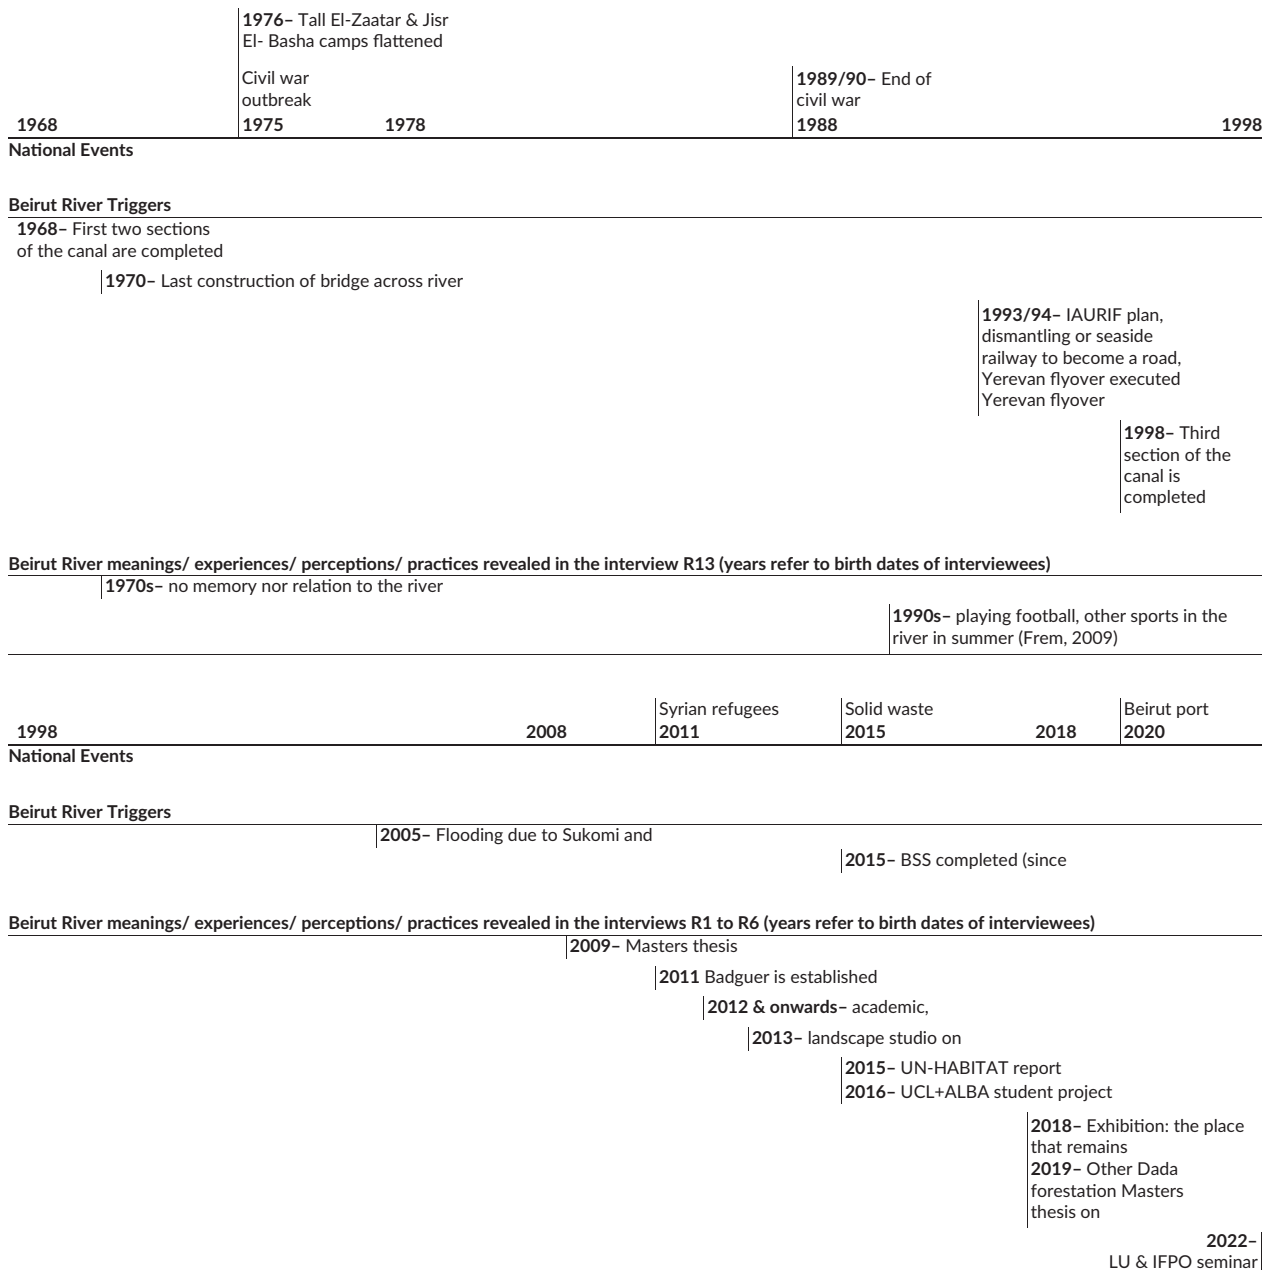 1976– Tall El-Zaatar & Jisr
El- Basha camps flattened
Civil war
outbreak
1989/90– End of
civil war
1968 1975 1978 1988 1998
National Events
Beirut River Triggers
1968– First two sections
of the canal are completed
1970– Last construction of bridge across river
1993/94– IAURIF plan,
dismantling or seaside
railway to become a road,
Yerevan flyover executed
Yerevan flyover
1998– Third
section of the
canal is
completed
Beirut River meanings/ experiences/ perceptions/ practices revealed in the interview R13 (years refer to birth dates of interviewees)
1970s– no memory nor relation to the river
1990s– playing football, other sports in the
river in summer (Frem, 2009)
Syrian refugees Solid waste Beirut port
1998 2008 2011 2015 2018 2020
National Events
Beirut River Triggers
2005– Flooding due to Sukomi and
2015– BSS completed (since
Beirut River meanings/ experiences/ perceptions/ practices revealed in the interviews R1 to R6 (years refer to birth dates of interviewees)
2009– Masters thesis
2011 Badguer is established
2012 & onwards– academic,
2013– landscape studio on
2015– UN-HABITAT report
2016– UCL+ALBA student project
2018– Exhibition: the place
that remains
2019– Other Dada
forestation Masters
thesis on
2022–
LU & IFPO seminar